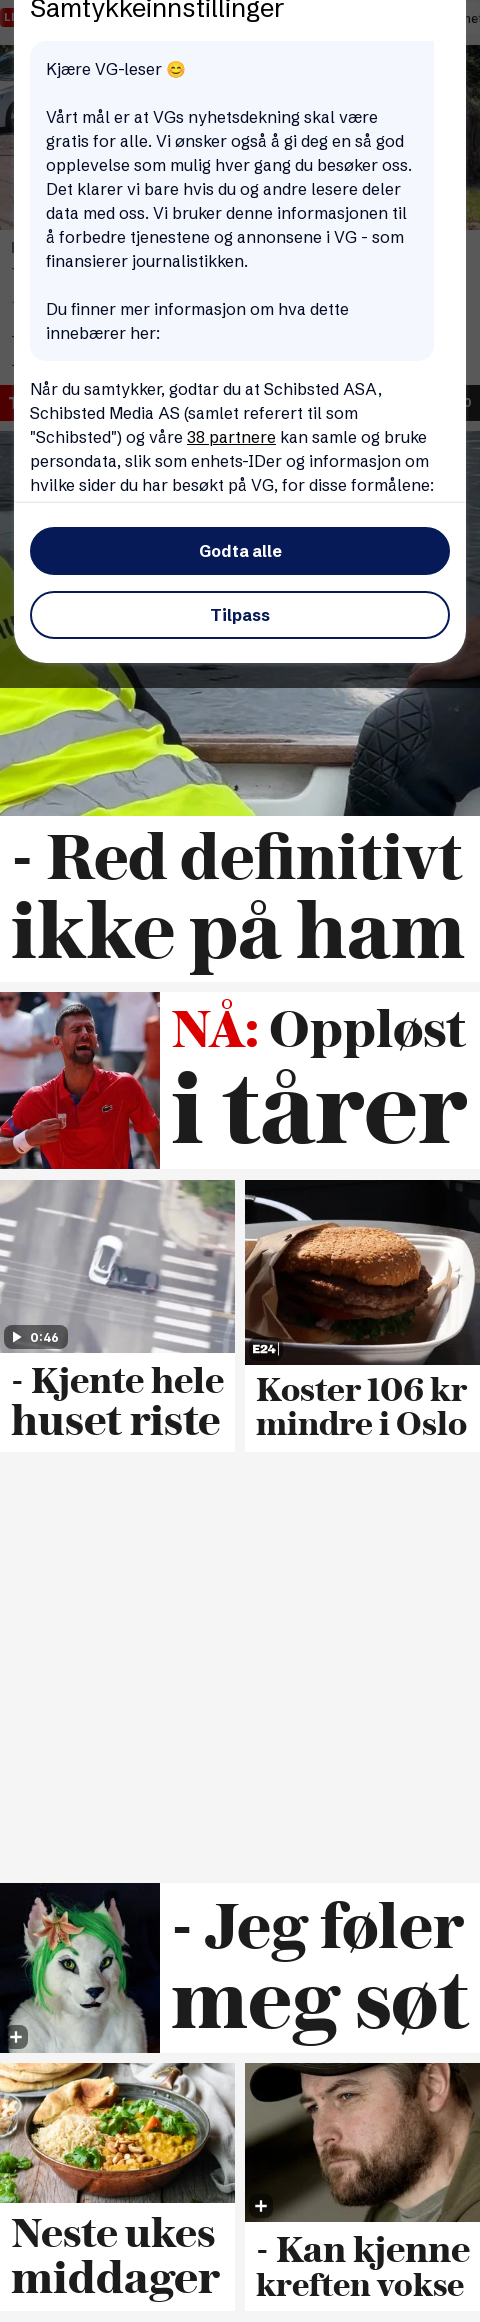 Samtykkeinnstillinger
Kjære VG-leser 😊
Vårt mål er at VGs nyhetsdekning skal være
gratis for alle. Vi ønsker også å gi deg en så god
opplevelse som mulig hver gang du besøker oss.
Det klarer vi bare hvis du og andre lesere deler
data med oss. Vi bruker denne informasjonen til
å forbedre tjenestene og annonsene i VG - som
finansierer journalistikken.
Du finner mer informasjon om hva dette
innebærer her:
Når du samtykker, godtar du at Schibsted ASA,
Schibsted Media AS (samlet referert til som
"Schibsted") og våre 38 partnere kan samle og bruke
persondata, slik som enhets-IDer og informasjon om
hvilke sider du har besøkt på VG, for disse formålene:
Godta alle
Tilpass
- Red definitivt
ikke på ham
NÅ: Oppløst
i tårer
0:46
- Kjente hele
huset riste
E24
Koster 106 kr
mindre i Oslo
- Jeg føler
meg søt
Neste ukes
middager
- Kan kjenne
kreften vokse